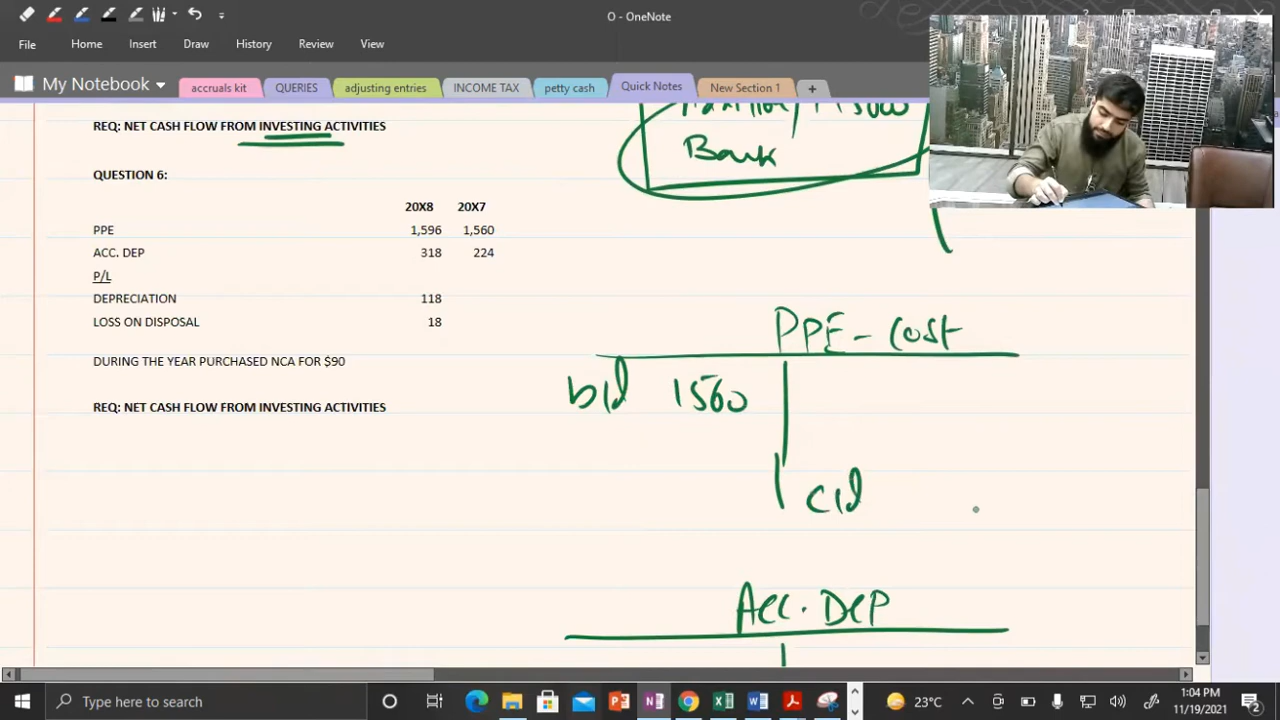 O - OneNote
File Home Insert Draw History Review View
My Notebook accruals kit QUERIES adjusting entries INCOMETAX petty cash Quick Notes New Section 1 +
REQ: NET CASH FLOW FROM INVESTING ACTIVITIES
Bank
QUESTION 6:
20X8 20X7
PPE 1,596 1,560
ACC. DEP 318 224
P/L
DEPRECIATION 118
LOSS ON DISPOSAL 18
DURING THE YEAR PURCHASED NCA FOR $90
REQ: NET CASH FLOW FROM INVESTING ACTIVITIES
PPE - Cost
b/d 1560
c/d
Acc. DEP
Type here to search
23°C
1:04 PM
11/19/2021
2